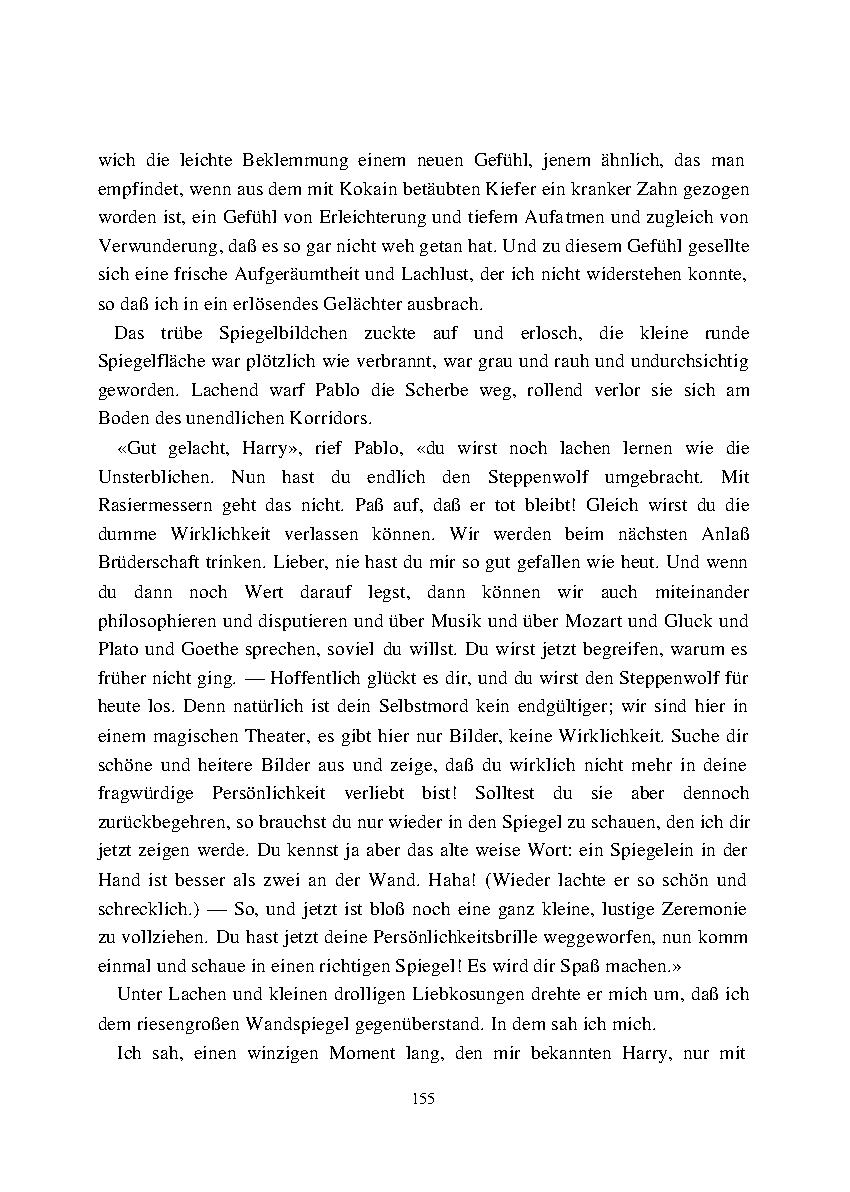 wich die leichte Beklemmung einem neuen Gefühl, jenem ähnlich, das man
empfindet, wenn aus dem mit Kokain betäubten Kiefer ein kranker Zahn gezogen
worden ist, ein Gefühl von Erleichterung und tiefem Aufatmen und zugleich von
Verwunderung, daß es so gar nicht weh getan hat. Und zu diesem Gefühl gesellte
sich eine frische Aufgeräumtheit und Lachlust, der ich nicht widerstehen konnte,
so daß ich in ein erlösendes Gelächter ausbrach.
Das trübe Spiegelbildchen zuckte auf und erlosch, die kleine runde
Spiegelfläche war plötzlich wie verbrannt, war grau und rauh und undurchsichtig
geworden. Lachend warf Pablo die Scherbe weg, rollend verlor sie sich am
Boden des unendlichen Korridors.
«Gut gelacht, Harry», rief Pablo, «du wirst noch lachen lernen wie die
Unsterblichen. Nun hast du endlich den Steppenwolf umgebracht. Mit
Rasiermessern geht das nicht. Paß auf, daß er tot bleibt! Gleich wirst du die
dumme Wirklichkeit verlassen können. Wir werden beim nächsten Anlaß
Brüderschaft trinken. Lieber, nie hast du mir so gut gefallen wie heut. Und wenn
du dann noch Wert darauf legst, dann können wir auch miteinander
philosophieren und disputieren und über Musik und über Mozart und Gluck und
Plato und Goethe sprechen, soviel du willst. Du wirst jetzt begreifen, warum es
früher nicht ging. — Hoffentlich glückt es dir, und du wirst den Steppenwolf für
heute los. Denn natürlich ist dein Selbstmord kein endgültiger; wir sind hier in
einem magischen Theater, es gibt hier nur Bilder, keine Wirklichkeit. Suche dir
schöne und heitere Bilder aus und zeige, daß du wirklich nicht mehr in deine
fragwürdige Persönlichkeit verliebt bist! Solltest du sie aber dennoch
zurückbegehren, so brauchst du nur wieder in den Spiegel zu schauen, den ich dir
jetzt zeigen werde. Du kennst ja aber das alte weise Wort: ein Spiegelein in der
Hand ist besser als zwei an der Wand. Haha! (Wieder lachte er so schön und
schrecklich.) — So, und jetzt ist bloß noch eine ganz kleine, lustige Zeremonie
zu vollziehen. Du hast jetzt deine Persönlichkeitsbrille weggeworfen, nun komm
einmal und schaue in einen richtigen Spiegel! Es wird dir Spaß machen.»
Unter Lachen und kleinen drolligen Liebkosungen drehte er mich um, daß ich
dem riesengroßen Wandspiegel gegenüberstand. In dem sah ich mich.
Ich sah, einen winzigen Moment lang, den mir bekannten Harry, nur mit
155